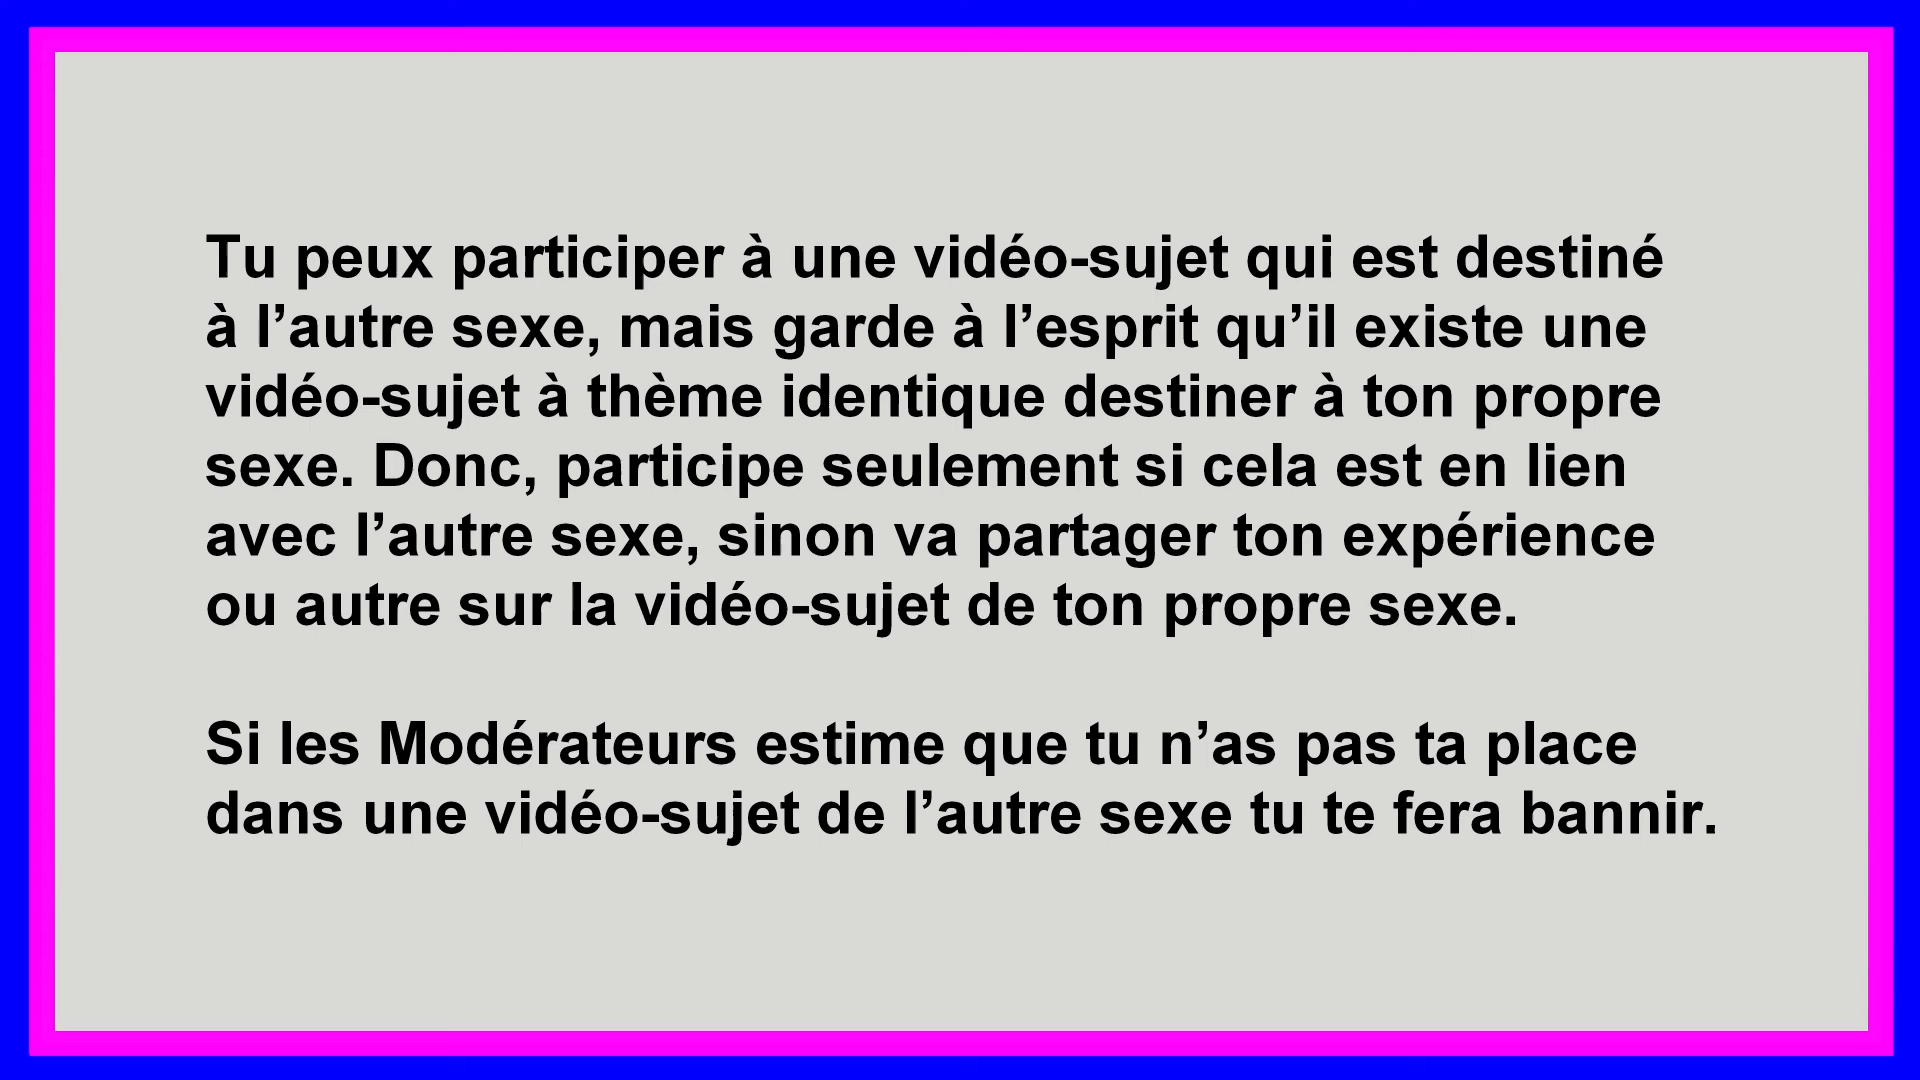 Tu peux participer à une vidéo-sujet qui est destiné
à l’autre sexe, mais garde à l’esprit qu’il existe une
vidéo-sujet à thème identique destiner à ton propre
sexe. Donc, participe seulement si cela est en lien
avec l’autre sexe, sinon va partager ton expérience
ou autre sur la vidéo-sujet de ton propre sexe.
Si les Modérateurs estime que tu n’as pas ta place
dans une vidéo-sujet de l’autre sexe tu te fera bannir.